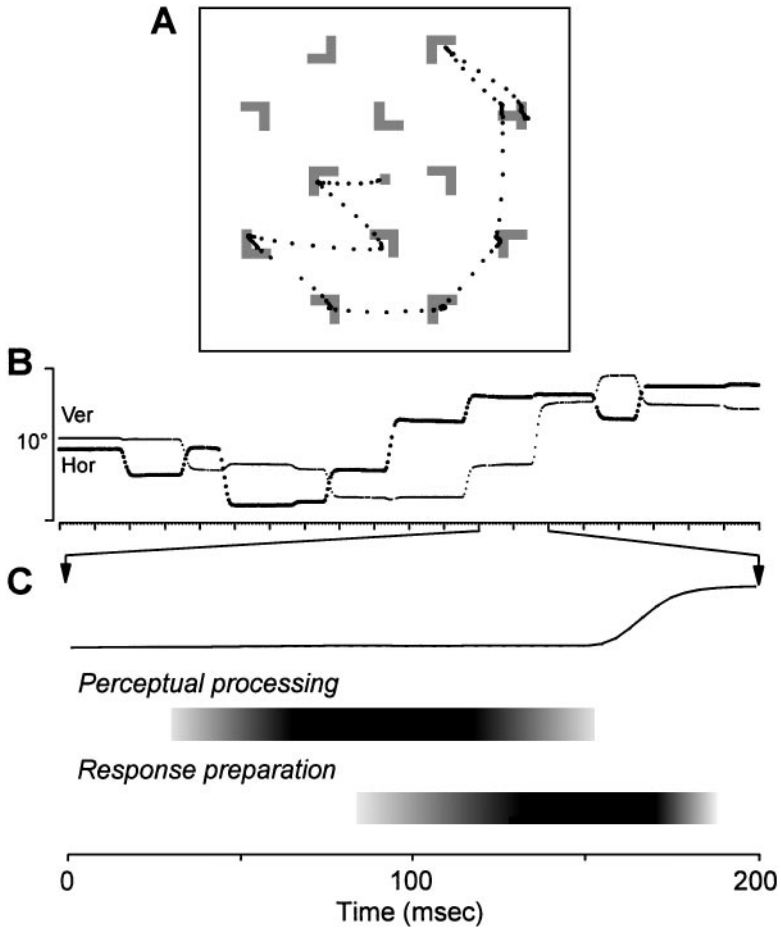 A
B
Ver
10°
Hor
C
Perceptual processing
Response preparation
0 100 200
Time (msec)